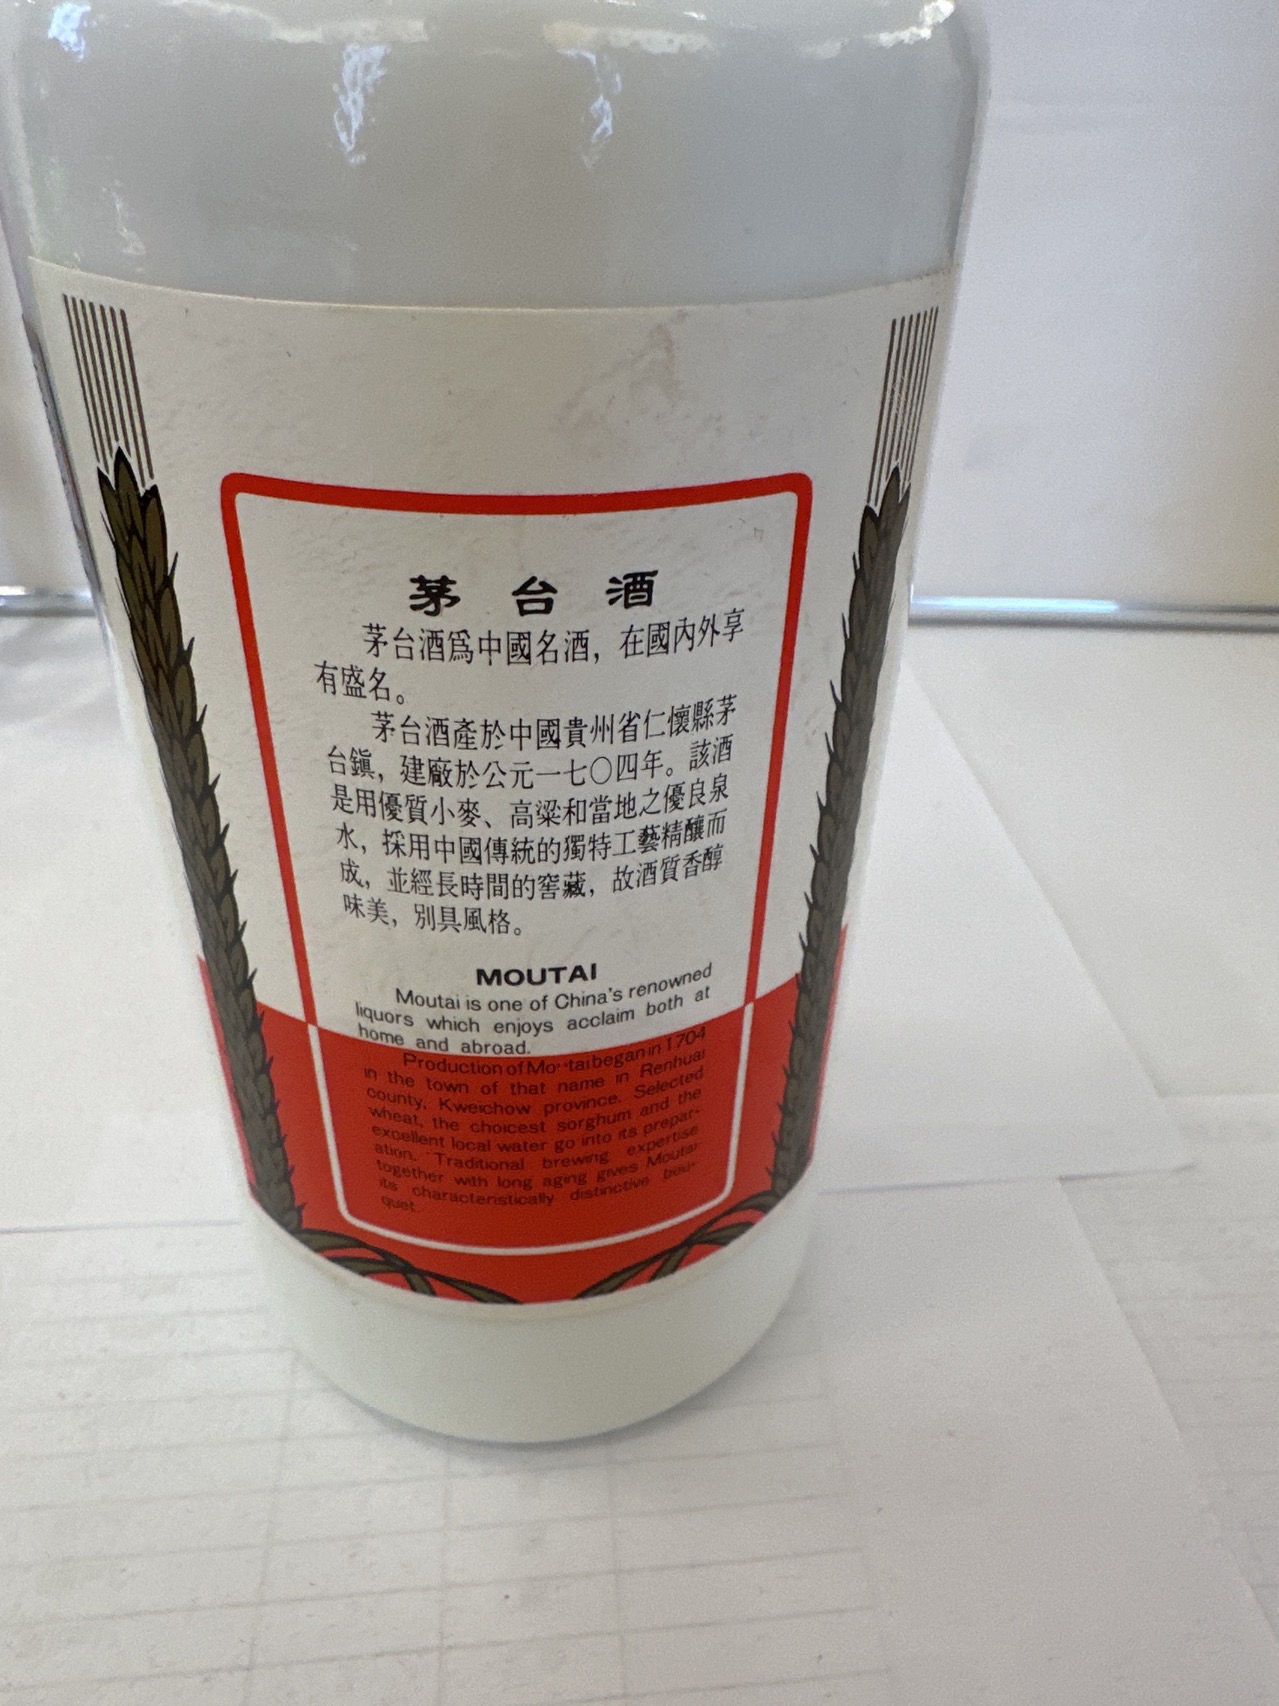 茅台酒
茅台酒爲中國名酒，在國內外享
有盛名。
茅台酒產於中國貴州省仁懷縣茅
台鎮，建廠於公元一七〇四年。該酒
是用優質小麥、高粱和當地之優良泉
水，採用中國傳統的獨特工藝精釀而
成，並經長時間的窖藏，故酒質香醇
味美，別具風格。
MOUTAI
Moutai is one of China's renowned
liquors which enjoys acclaim both at
home and abroad.
Production of Moutai began in 1704
in the town of that name in Renhuai
county, Kweichow province. Selected
wheat, the choicest sorghum and the
excellent local water go into its prepar-
ation. Traditional brewing expertise
together with long aging gives Moutai
its characteristically distinctive bou-
quet.